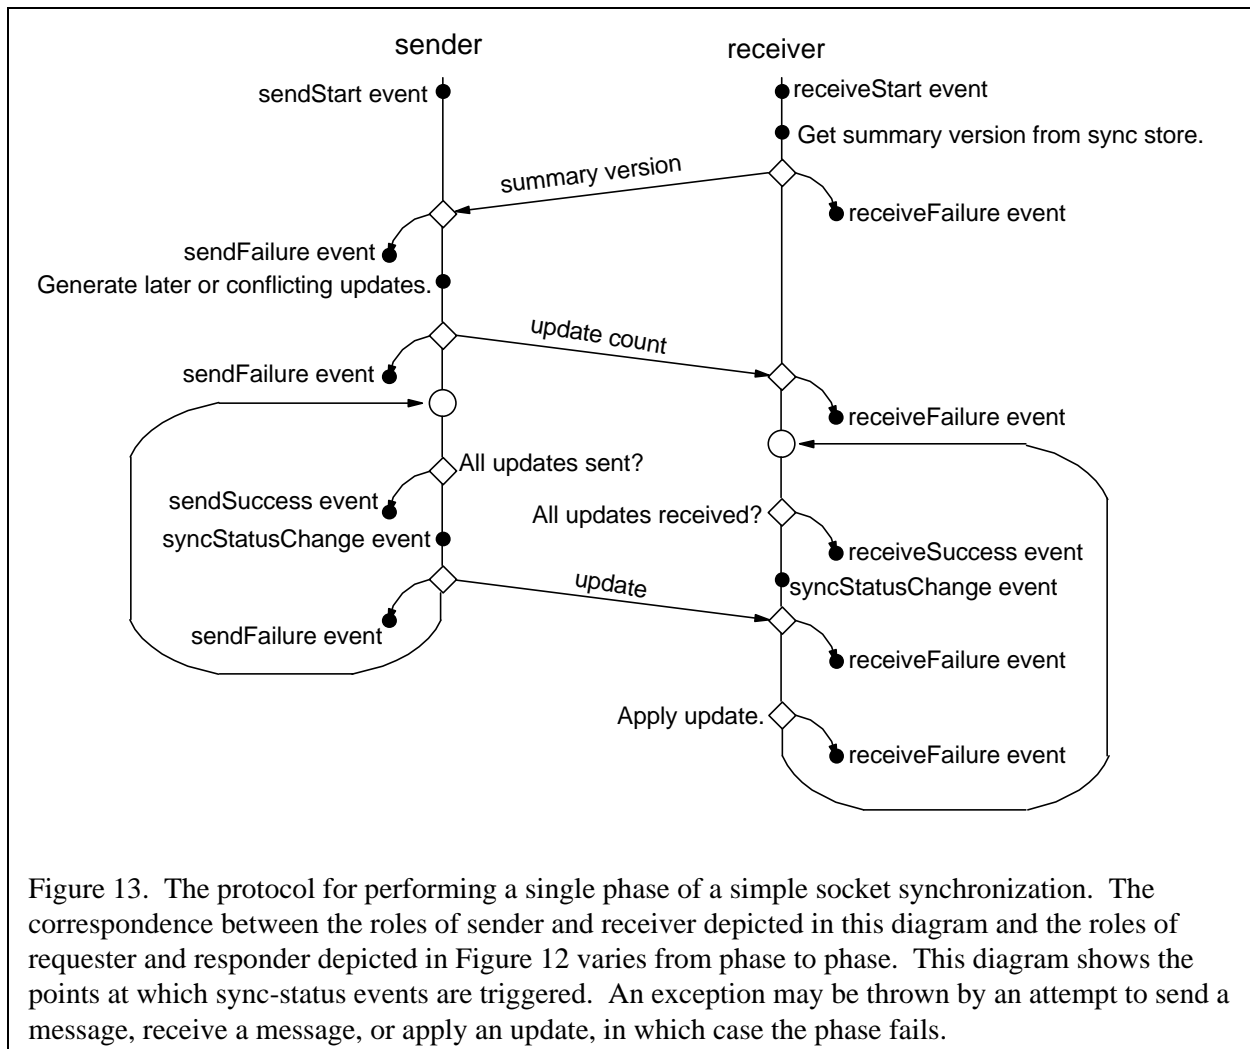 sender
receiver
sendStart event
receiveStart event
Get summary version from sync store.
summary version
receiveFailure event
sendFailure event
Generate later or conflicting updates.
update count
sendFailure event
receiveFailure event
All updates sent?
sendSuccess event
All updates received?
syncStatusChange event
receiveSuccess event
update
syncStatusChange event
sendFailure event
receiveFailure event
Apply update.
receiveFailure event
Figure 13. The protocol for performing a single phase of a simple socket synchronization. The
correspondence between the roles of sender and receiver depicted in this diagram and the roles of
requester and responder depicted in Figure 12 varies from phase to phase. This diagram shows the
points at which sync-status events are triggered. An exception may be thrown by an attempt to send a
message, receive a message, or apply an update, in which case the phase fails.